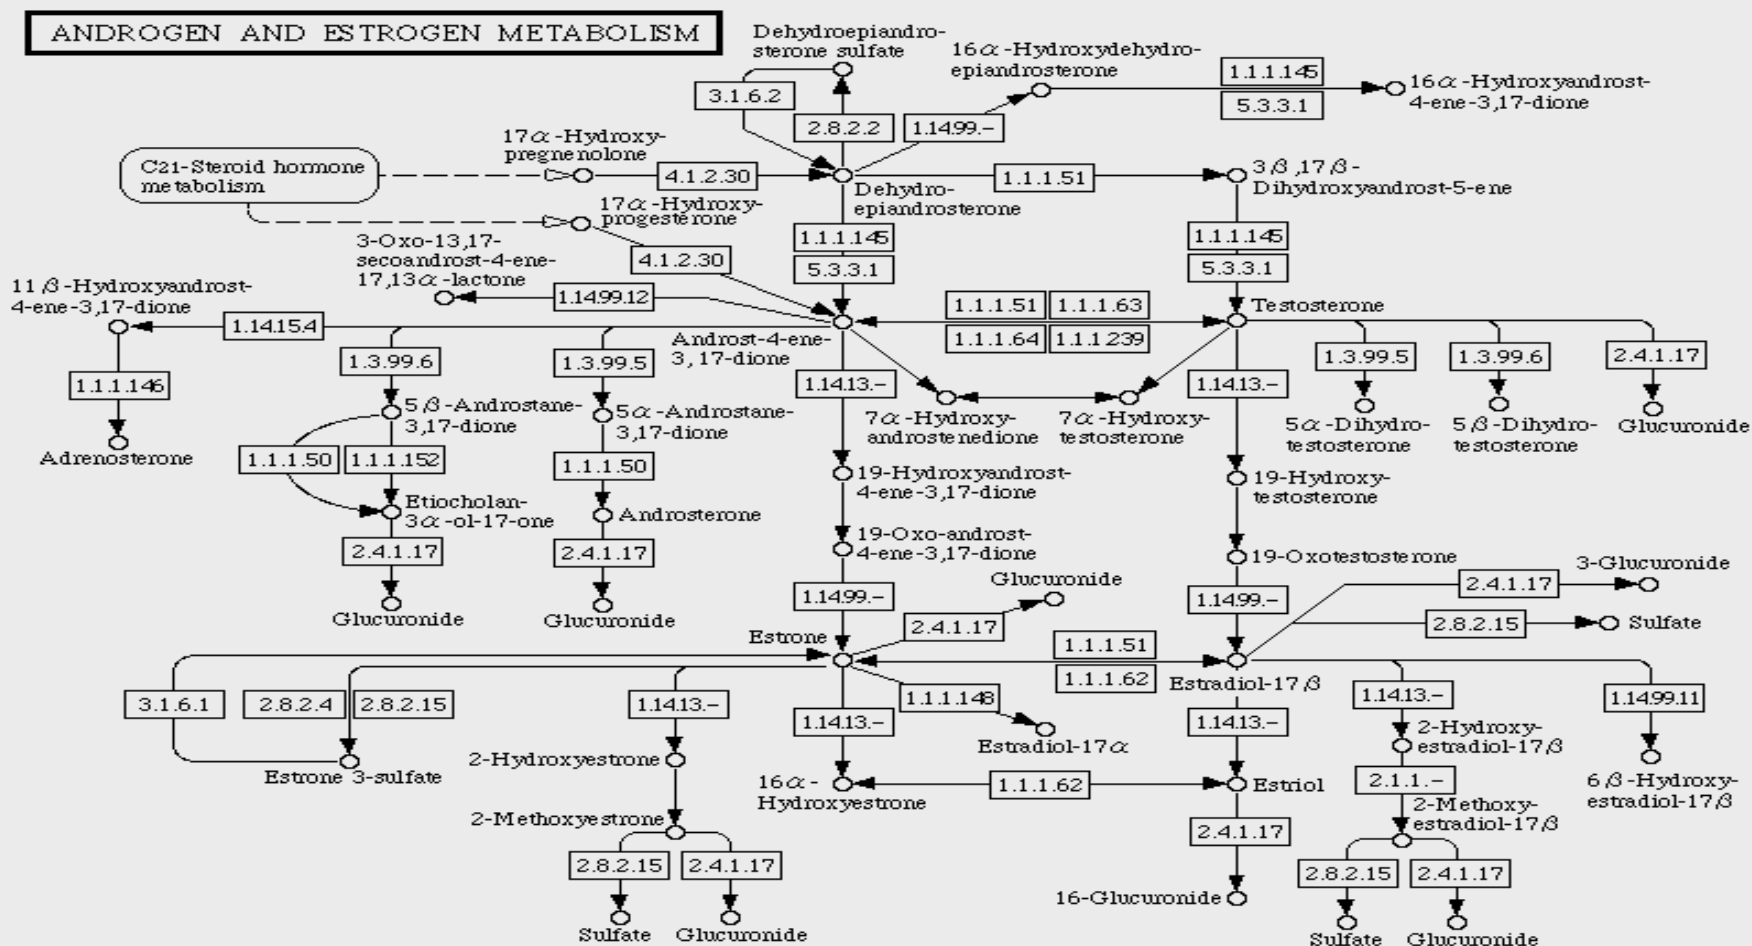 ANDROGEN AND ESTROGEN METABOLISM
Dehydroepiandro-
sterone sulfate
16α-Hydroxydehydro-
epiandrosterone
1.1.1.145
5.3.3.1
16α-Hydroxyandrost-
4-ene-3,17-dione
3.1.6.2
2.8.2.2
1.14.99.-
C21-Steroid hormone
metabolism
17α-Hydroxy-
pregnenolone
4.1.2.30
Dehydro-
epiandrosterone
1.1.1.51
3β,17β-
Dihydroxyandrost-5-ene
17α-Hydroxy-
progesterone
4.1.2.30
1.1.1.145
5.3.3.1
1.1.1.145
5.3.3.1
3-Oxo-13,17-
secoandrost-4-ene-
17,13α-lactone
1.14.99.12
11β-Hydroxyandrost-
4-ene-3,17-dione
1.14.15.4
Androst-4-ene-
3,17-dione
1.1.1.51
1.1.1.63
1.1.1.64
1.1.1.239
Testosterone
1.1.1.146
Adrenosterone
1.3.99.6
1.3.99.5
1.14.13.-
1.14.13.-
1.3.99.5
1.3.99.6
2.4.1.17
5β-Androstane-
3,17-dione
5α-Androstane-
3,17-dione
7α-Hydroxy-
androstenedione
7α-Hydroxy-
testosterone
5α-Dihydro-
testosterone
5β-Dihydro-
testosterone
Glucuronide
1.1.1.50
1.1.1.152
1.1.1.50
19-Hydroxyandrost-
4-ene-3,17-dione
19-Hydroxy-
testosterone
Etiocholan-
3α-ol-17-one
Androsterone
19-Oxo-androst-
4-ene-3,17-dione
19-Oxotestosterone
2.4.1.17
2.4.1.17
Glucuronide
Glucuronide
1.14.99.-
1.14.99.-
Glucuronide
2.4.1.17
2.4.1.17
3-Glucuronide
2.8.2.15
Sulfate
Estrone
1.1.1.51
1.1.1.62
Estradiol-17β
3.1.6.1
2.8.2.4
2.8.2.15
1.14.13.-
1.14.13.-
1.1.1.148
Estradiol-17α
1.14.13.-
1.14.13.-
1.14.99.11
Estrone 3-sulfate
2-Hydroxyestrone
16α-
Hydroxyestrone
1.1.1.62
Estriol
2-Hydroxy-
estradiol-17β
2.1.1.-
6β-Hydroxy-
estradiol-17β
2-Methoxyestrone
2-Methoxy-
estradiol-17β
2.8.2.15
2.4.1.17
2.4.1.17
2.8.2.15
2.4.1.17
16-Glucuronide
Sulfate
Glucuronide
Sulfate
Glucuronide